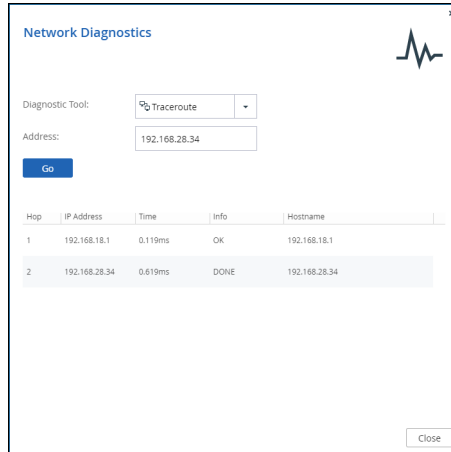 Network Diagnostics
Diagnostic Tool:
Traceroute
Address:
192.168.28.34
Go
Hop IP Address Time Info Hostname
1 192.168.18.1 0.119ms OK 192.168.18.1
2 192.168.28.34 0.619ms DONE 192.168.28.34
Close